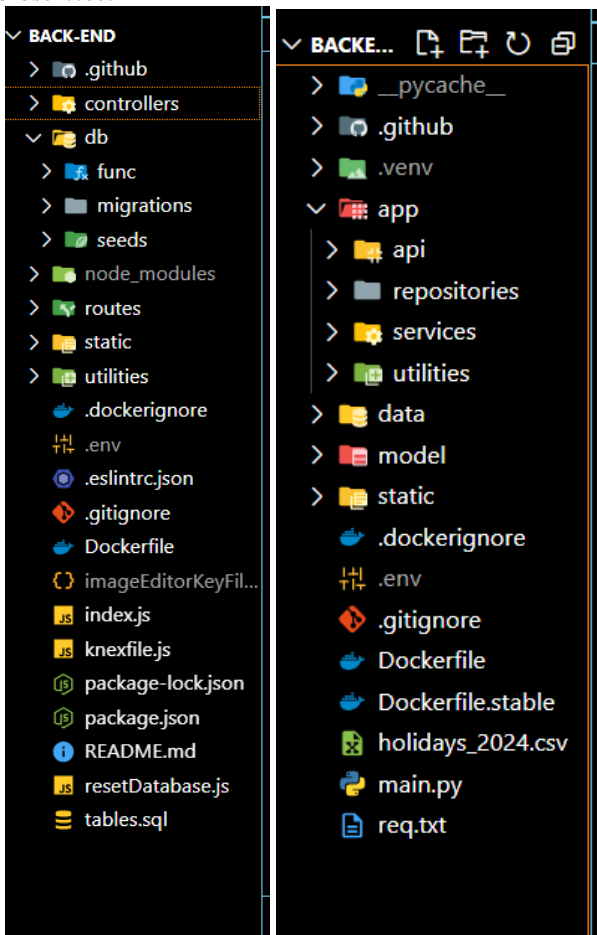 BACK-END
.github
controllers
db
func
migrations
seeds
node_modules
routes
static
utilities
.dockerignore
.env
.eslintrc.json
.gitignore
Dockerfile
imageEditorKeyFil...
index.js
knexfile.js
package-lock.json
package.json
README.md
resetDatabase.js
tables.sql
BACKE...
__pycache__
.github
.venv
app
api
repositories
services
utilities
data
model
static
.dockerignore
.env
.gitignore
Dockerfile
Dockerfile.stable
holidays_2024.csv
main.py
req.txt